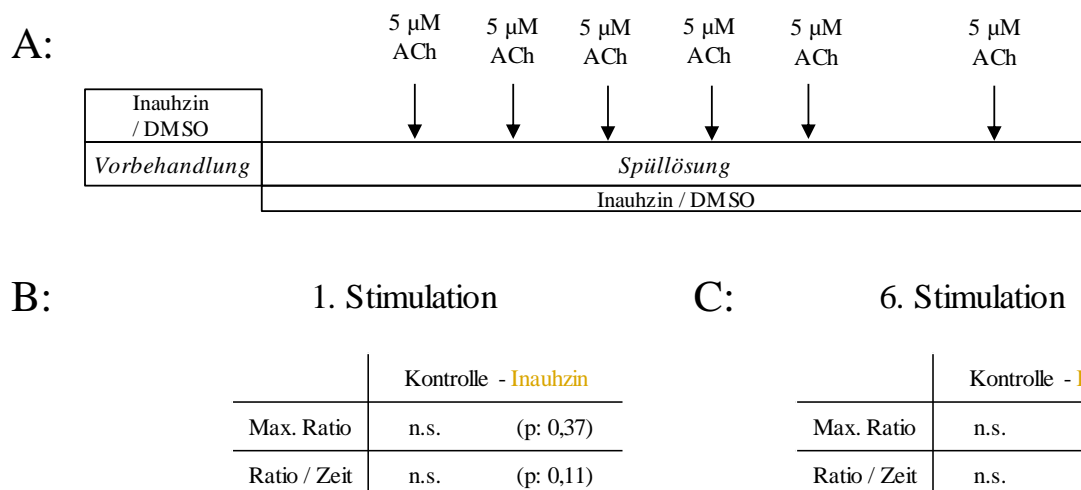 A:
5 µM 5 µM 5 µM 5 µM 5 µM 5 µM
ACh ACh ACh ACh ACh ACh
Inauhzin
/ DMSO
Vorbehandlung Spüllösung
Inauhzin / DMSO
B: 1. Stimulation
Kontrolle - Inauhzin
Max. Ratio n.s. (p: 0,37)
Ratio / Zeit n.s. (p: 0,11)
C: 6. Stimulation
Kontrolle -
Max. Ratio n.s.
Ratio / Zeit n.s.